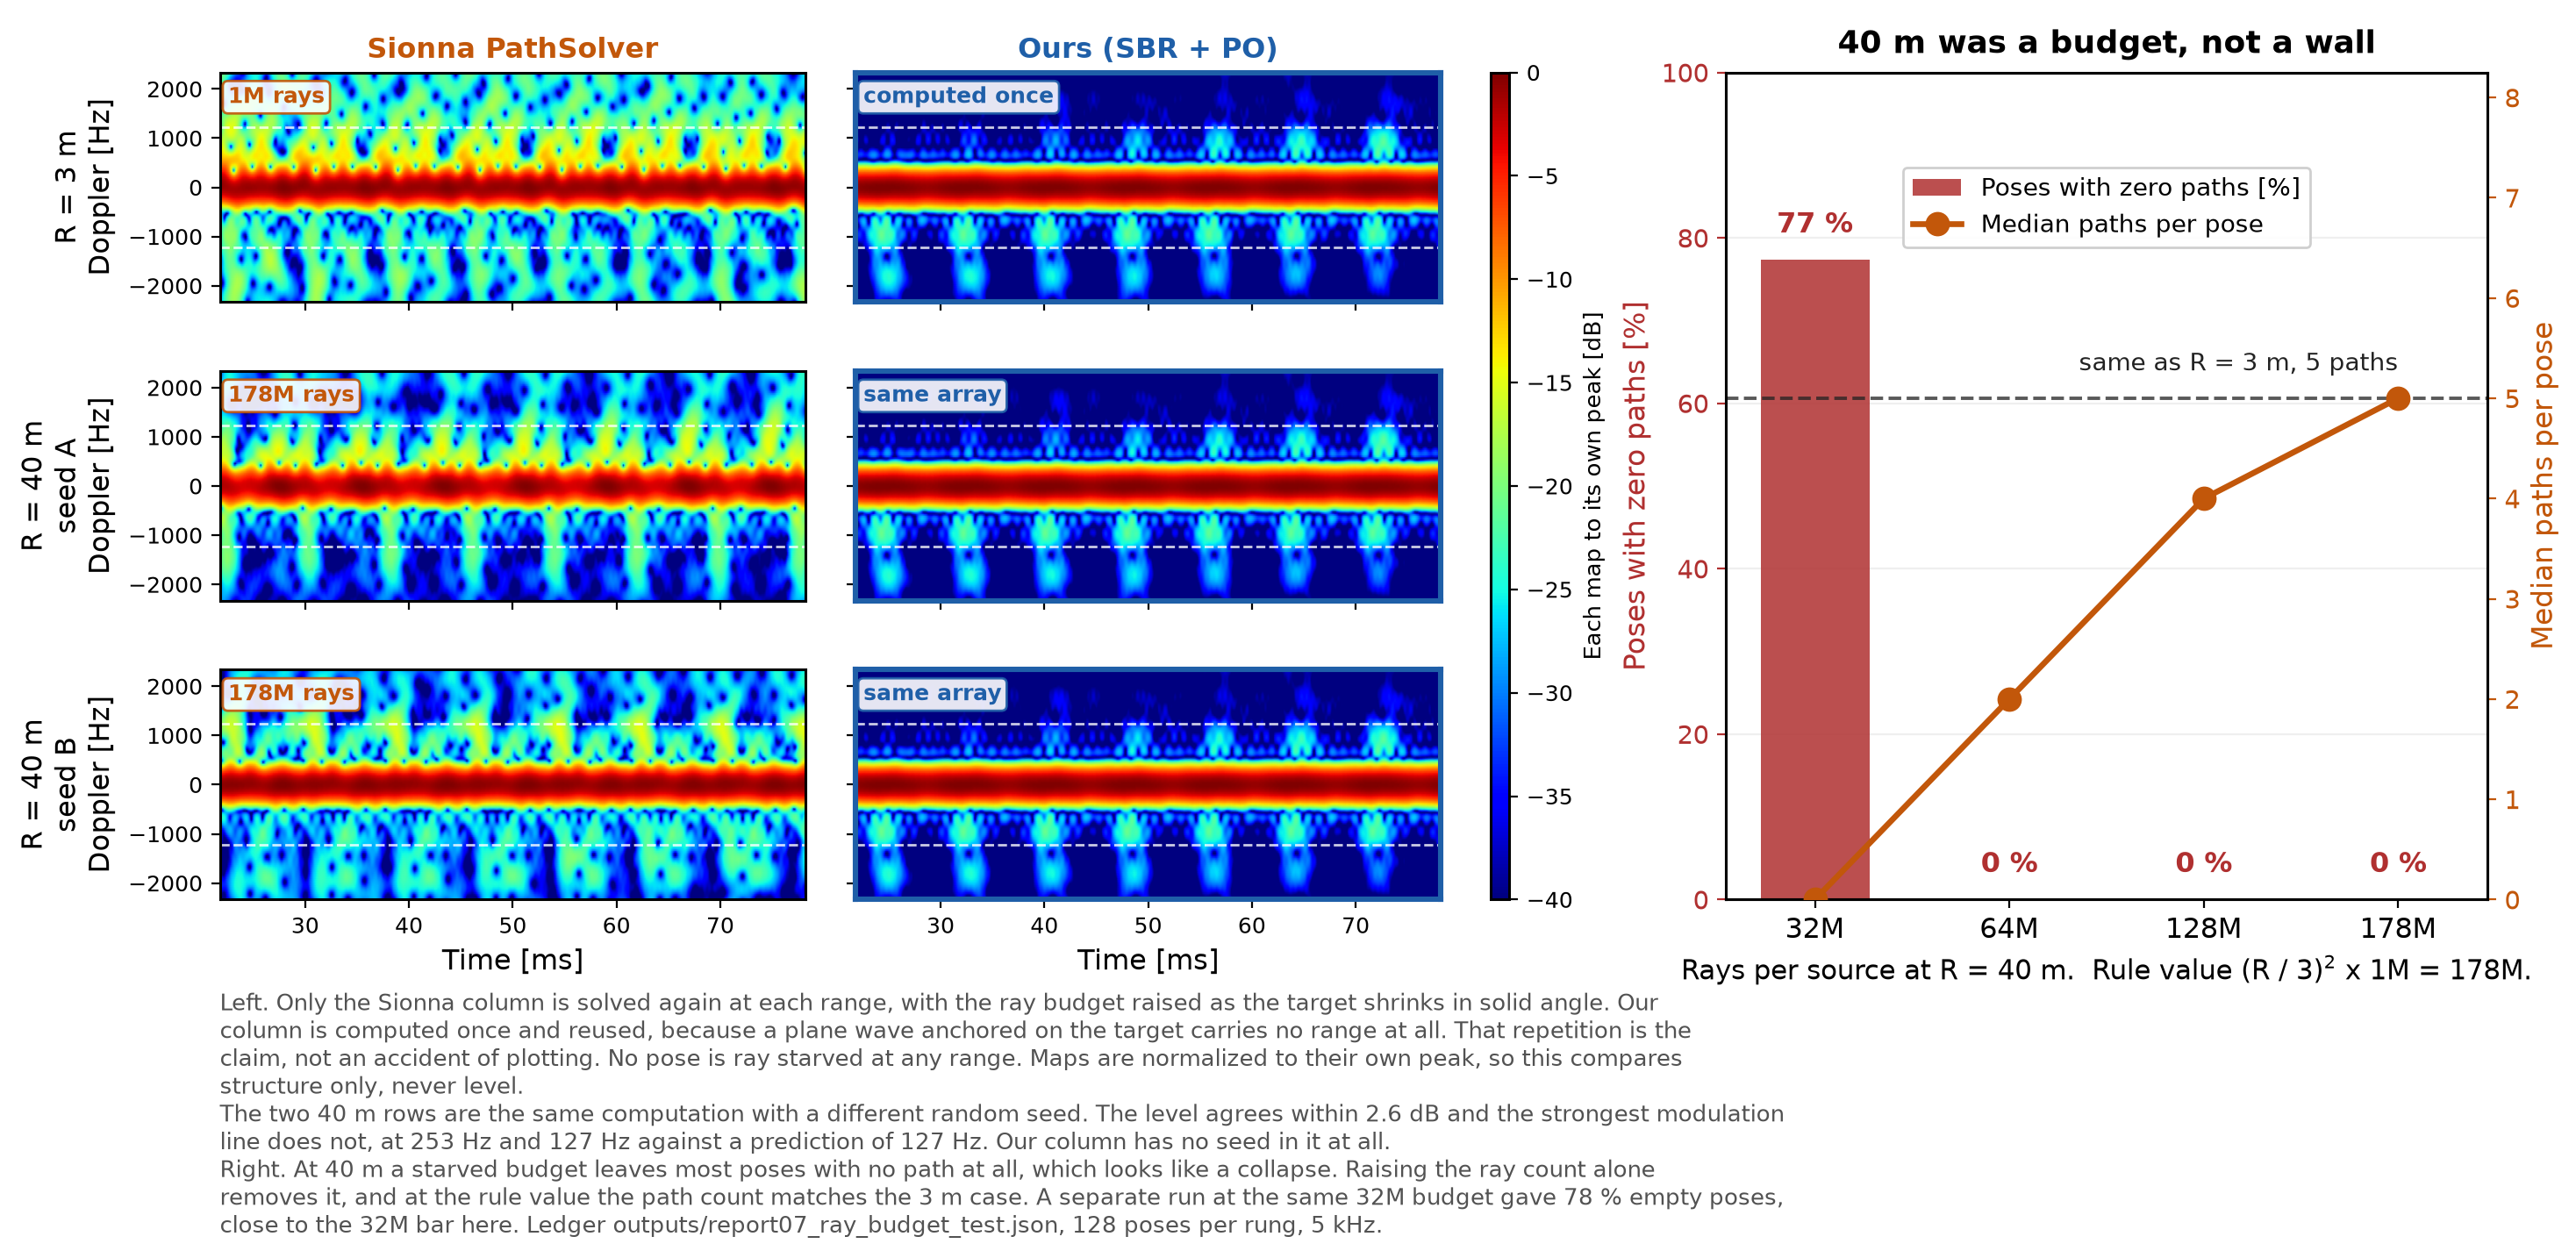 Sionna PathSolver
Ours (SBR + PO)
40 m was a budget, not a wall
R = 3 m
Doppler [Hz]
2000
1000
0
−1000
−2000
1M rays
computed once
R = 40 m
seed A
Doppler [Hz]
2000
1000
0
−1000
−2000
178M rays
same array
R = 40 m
seed B
Doppler [Hz]
2000
1000
0
−1000
−2000
178M rays
same array
30 40 50 60 70
Time [ms]
30 40 50 60 70
Time [ms]
0
−5
−10
−15
−20
−25
−30
−35
−40
Each map to its own peak [dB]
Poses with zero paths [%]
100
80
60
40
20
0
77 %
Poses with zero paths [%]
Median paths per pose
same as R = 3 m, 5 paths
0 %
0 %
0 %
8
7
6
5
4
3
2
1
0
Median paths per pose
32M 64M 128M 178M
Rays per source at R = 40 m. Rule value (R / 3)² x 1M = 178M.
Left. Only the Sionna column is solved again at each range, with the ray budget raised as the target shrinks in solid angle. Our
column is computed once and reused, because a plane wave anchored on the target carries no range at all. That repetition is the
claim, not an accident of plotting. No pose is ray starved at any range. Maps are normalized to their own peak, so this compares
structure only, never level.
The two 40 m rows are the same computation with a different random seed. The level agrees within 2.6 dB and the strongest modulation
line does not, at 253 Hz and 127 Hz against a prediction of 127 Hz. Our column has no seed in it at all.
Right. At 40 m a starved budget leaves most poses with no path at all, which looks like a collapse. Raising the ray count alone
removes it, and at the rule value the path count matches the 3 m case. A separate run at the same 32M budget gave 78 % empty poses,
close to the 32M bar here. Ledger outputs/report07_ray_budget_test.json, 128 poses per rung, 5 kHz.